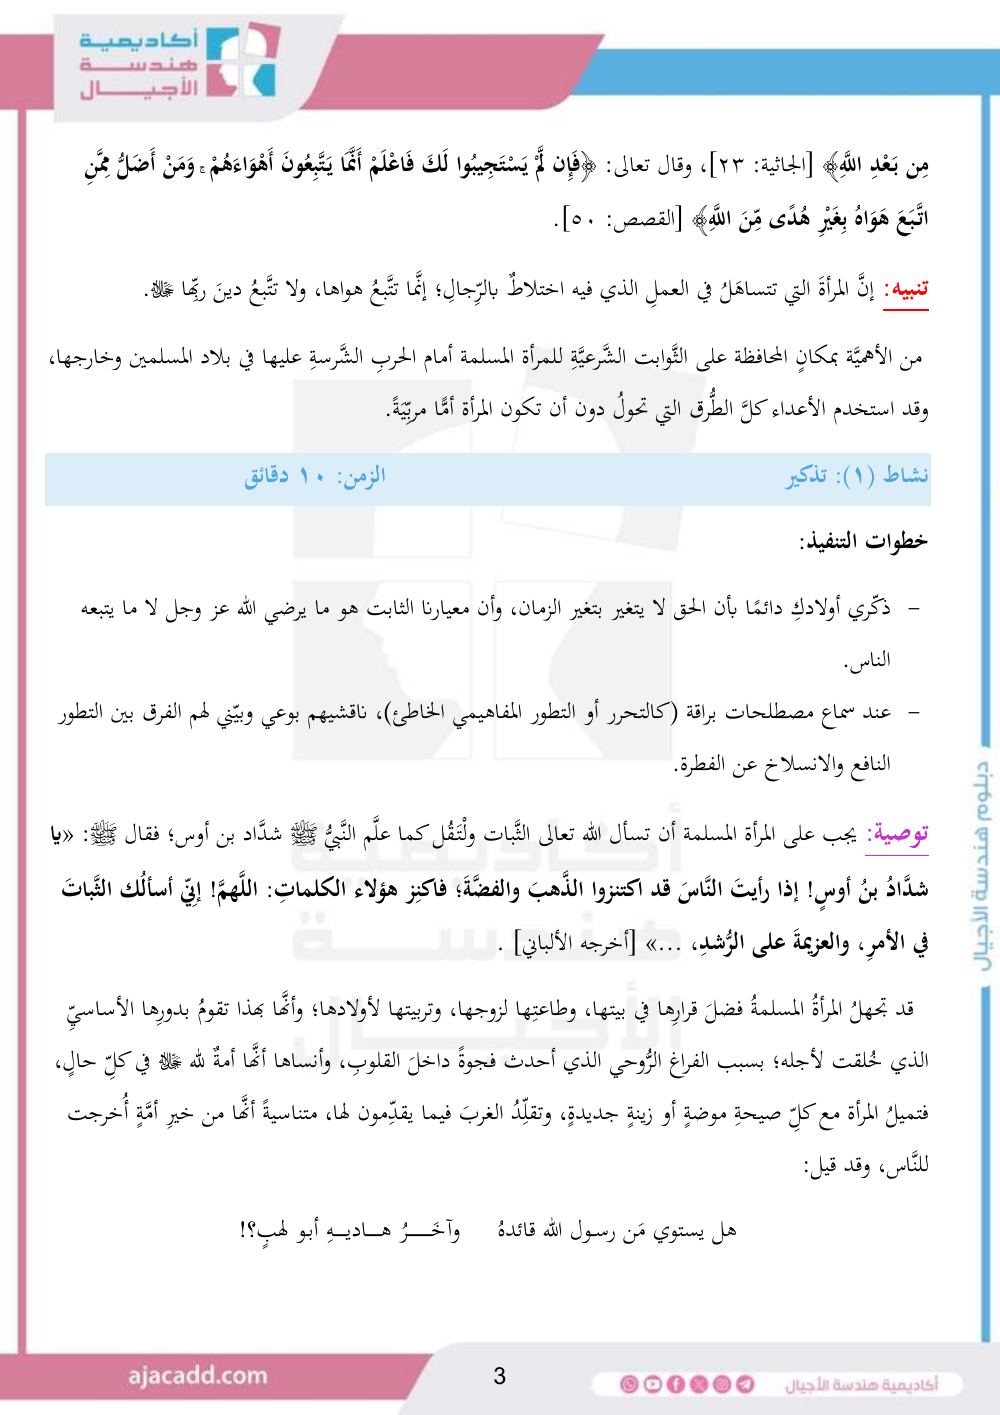 أكاديمية
هندسة
الأجيال
مِن بَعْدِ اللَّهِ﴾ [الجاثية: ٢٣]، وقال تعالى: ﴿فَإِن لَّمْ يَسْتَجِيبُوا لَكَ فَاعْلَمْ أَنَّمَا يَتَّبِعُونَ أَهْوَاءَهُمْ ۚ وَمَنْ أَضَلُّ مِمَّنِ
اتَّبَعَ هَوَاهُ بِغَيْرِ هُدًى مِّنَ اللَّهِ﴾ [القصص: ٥٠].
تنبيه: إنَّ المرأةَ التي تتساهَلُ في العملِ الذي فيه اختلاطٌ بالرِّجالِ؛ إنَّما تتَّبعُ هواها، ولا تتَّبعُ دينَ ربِّها ﷻ.
من الأهميَّة بمكانٍ المحافظة على الثَّوابت الشَّرعيَّةِ للمرأة المسلمة أمام الحربِ الشَّرسةِ عليها في بلاد المسلمين وخارجها،
وقد استخدم الأعداء كلَّ الطُّرق التي تحولُ دون أن تكون المرأة أمًّا مربِّيَةً.
نشاط (١): تذكير الزمن: ١٠ دقائق
خطوات التنفيذ:
- ذكّري أولادكِ دائمًا بأن الحق لا يتغير بتغير الزمان، وأن معيارنا الثابت هو ما يرضي الله عز وجل لا ما يتبعه
الناس.
- عند سماع مصطلحات براقة (كالتحرر أو التطور المفاهيمي الخاطئ)، ناقشيهم بوعي وبيّني لهم الفرق بين التطور
النافع والانسلاخ عن الفطرة.
توصية: يجب على المرأة المسلمة أن تسأل الله تعالى الثَّبات ولْتَقُل كما علَّم النَّبيُّ ﷺ شدَّاد بن أوس؛ فقال ﷺ: «يا
شدَّادُ بنُ أوسٍ! إذا رأيتَ النَّاسَ قد اكتنزوا الذَّهبَ والفضَّةَ؛ فاكنِز هؤلاء الكلماتِ: اللَّهمَّ! إنِّي أسألُك الثَّباتَ
في الأمرِ، والعزيمةَ على الرُّشدِ، ...» [أخرجه الألباني] .
قد تجهلُ المرأةُ المسلمةُ فضلَ قرارِها في بيتها، وطاعتِها لزوجها، وتربيتها لأولادها؛ وأنَّها بهذا تقومُ بدورِها الأساسيِّ
الذي خُلقت لأجله؛ بسبب الفراغ الرُّوحي الذي أحدث فجوةً داخلَ القلوبِ، وأنساها أنَّها أمةٌ لله ﷻ في كلِّ حالٍ،
فتميلُ المرأة مع كلِّ صيحةِ موضةٍ أو زينةٍ جديدةٍ، وتقلِّدُ الغربَ فيما يقدِّمون لها، متناسيةً أنَّها من خيرِ أمَّةٍ أُخرجت
للنَّاس، وقد قيل:
هل يستوي مَن رسول الله قائدهُ وآخَــــرُ هـــاديـــهِ أبو لهبٍ؟!
دبلوم هندسة الأجيال
ajacadd.com
3
أكاديمية هندسة الأجيال